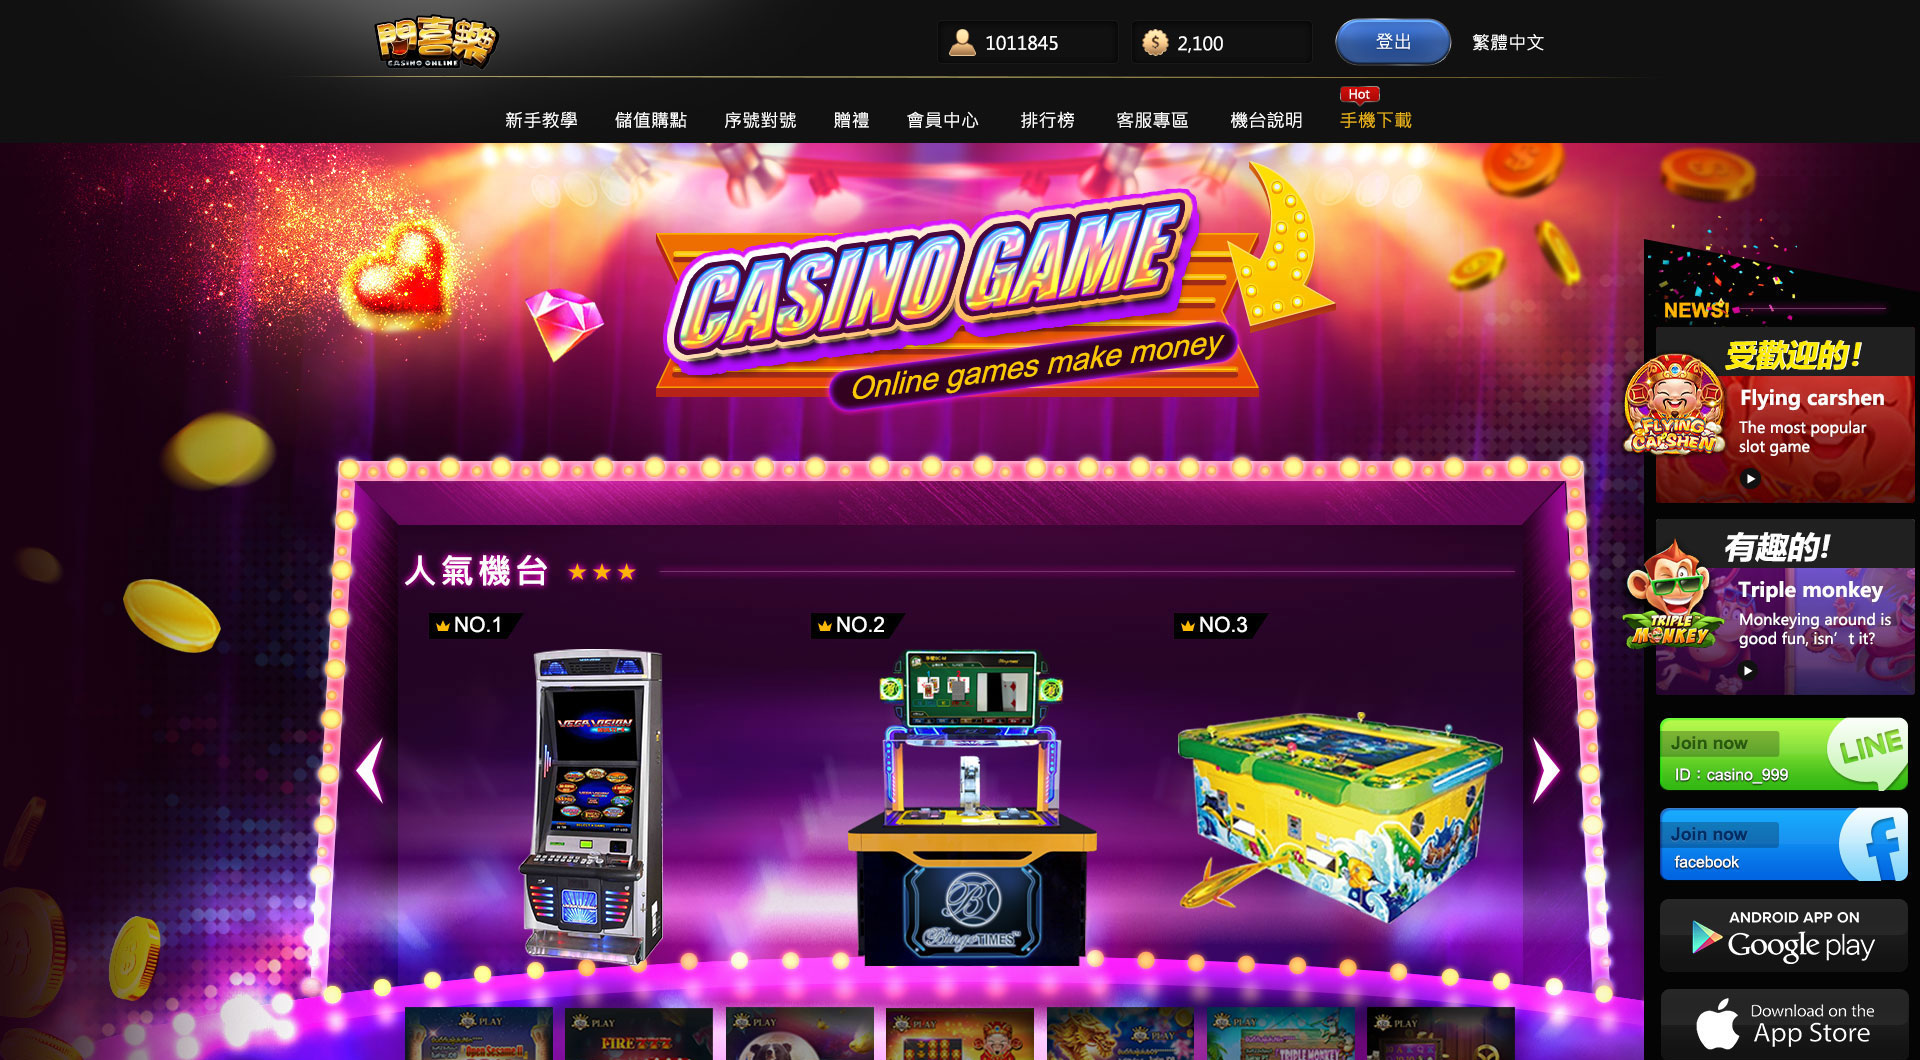 鬥喜樂
CASINO ONLINE
1011845
2,100
登出
繁體中文
Hot
新手教學
儲值購點
序號對號
贈禮
會員中心
排行榜
客服專區
機台說明
手機下載
CASINO GAME
Online games make money
人氣機台
NO.1
NO.2
NO.3
VEGA VISION
Bingo TIMES
PLAY
Open Sesame II
PLAY
FIRE 777
PLAY
PLAY
PLAY
PLAY
TRIPLE MONKEY
PLAY
NEWS!
受歡迎的!
FLYING
CAISHEN
Flying carshen
The most popular
slot game
有趣的!
TRIPLE
MONKEY
Triple monkey
Monkeying around is
good fun, isn' t it?
Join now
ID：casino_999
LINE
Join now
facebook
ANDROID APP ON
Google play
Download on the
App Store